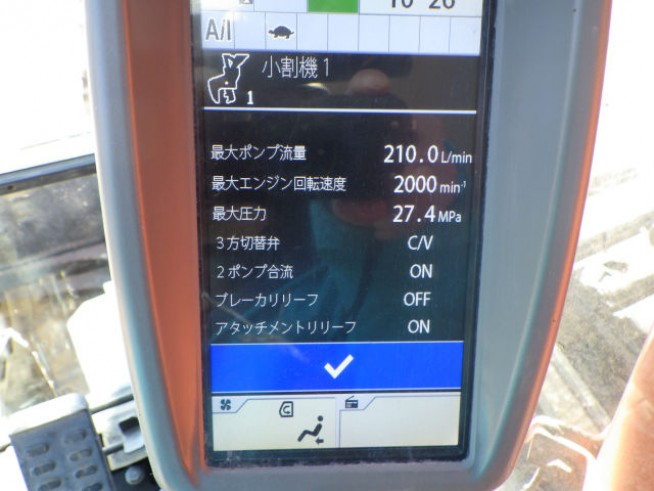 10 26
A/I
小割機1
1
最大ポンプ流量 210.0 L/min
最大エンジン回転速度 2000 min⁻¹
最大圧力 27.4 MPa
3方切替弁 C/V
2ポンプ合流 ON
ブレーカリリーフ OFF
アタッチメントリリーフ ON